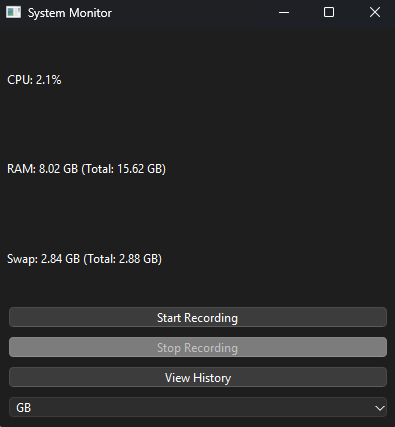 System Monitor
CPU: 2.1%
RAM: 8.02 GB (Total: 15.62 GB)
Swap: 2.84 GB (Total: 2.88 GB)
Start Recording
Stop Recording
View History
GB